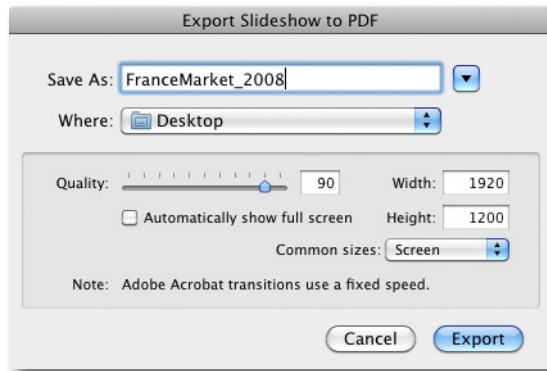 Export Slideshow to PDF
Save As: FranceMarket_2008
Where: Desktop
Quality: 90 Width: 1920
Automatically show full screen Height: 1200
Common sizes: Screen
Note: Adobe Acrobat transitions use a fixed speed.
Cancel Export